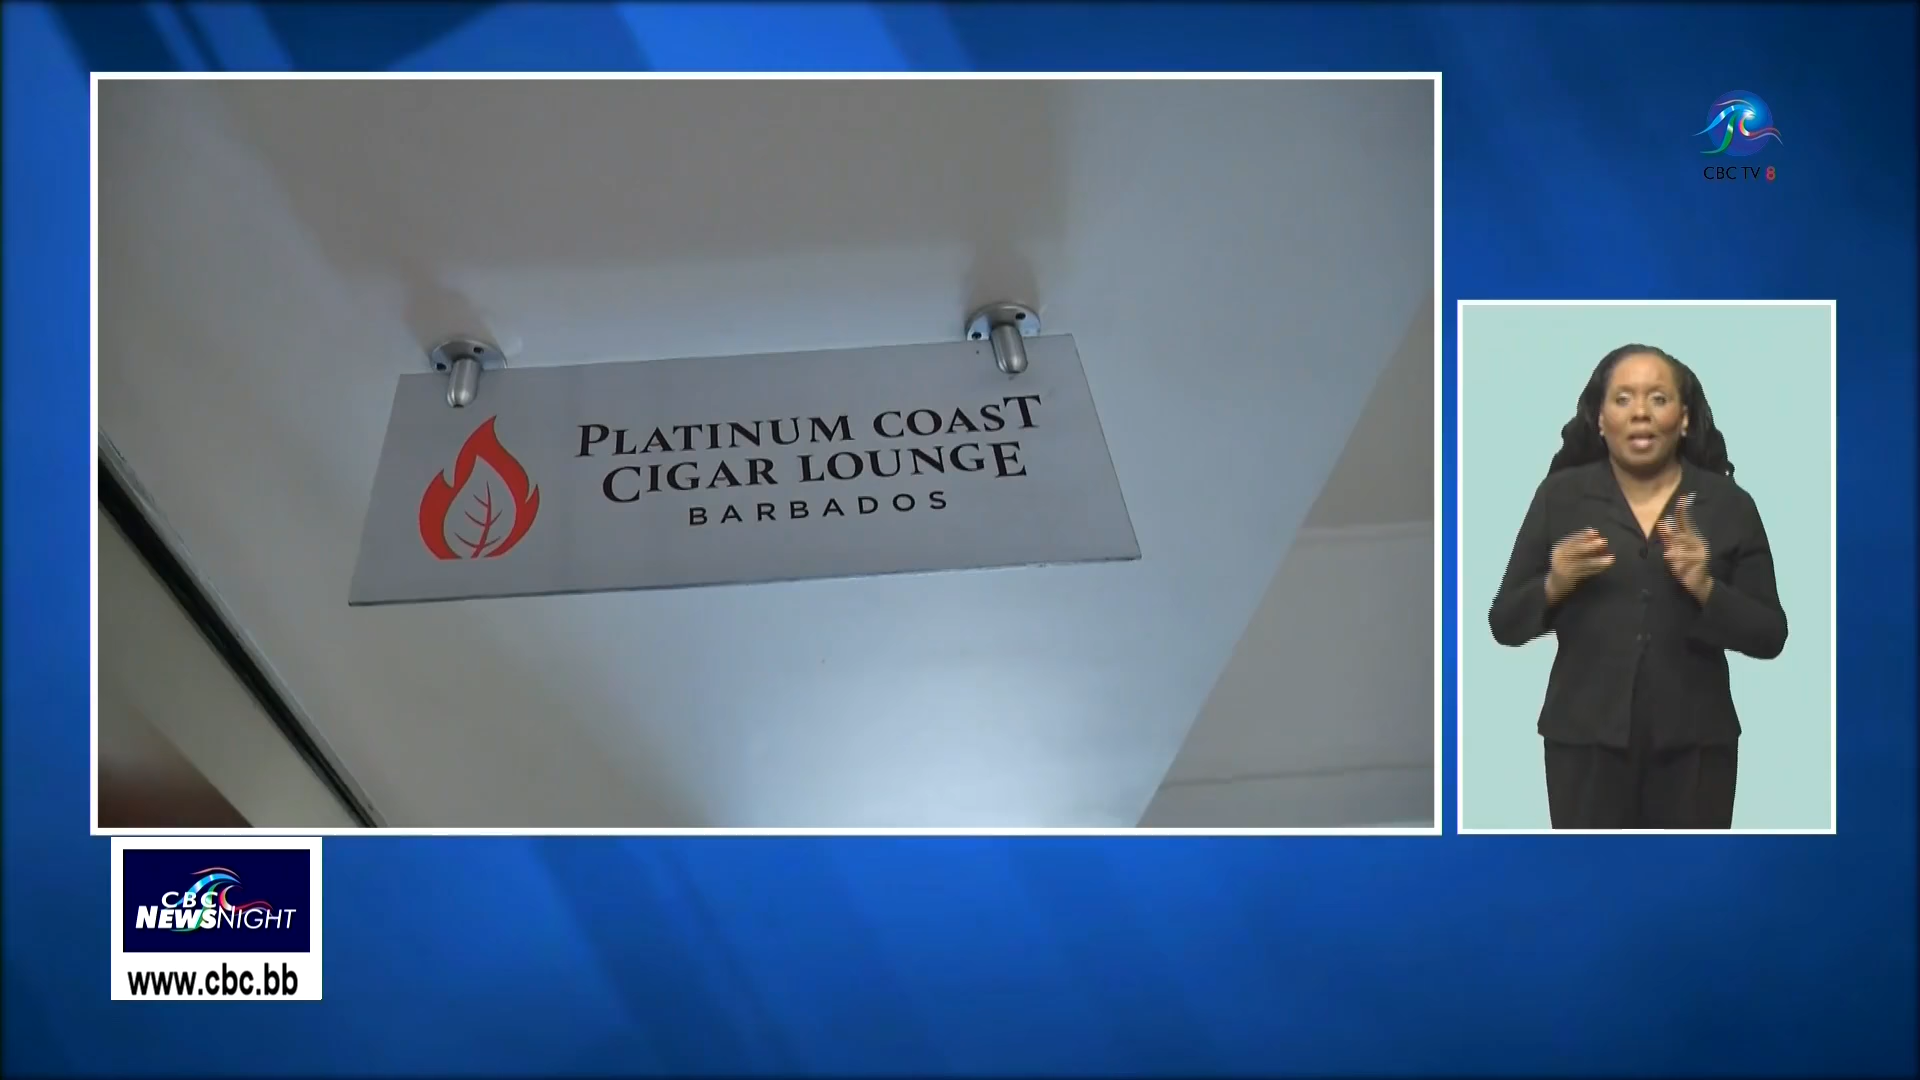 CBC TV 8
PLATINUM COAST
CIGAR LOUNGE
BARBADOS
CBC
NEWSNIGHT
www.cbc.bb